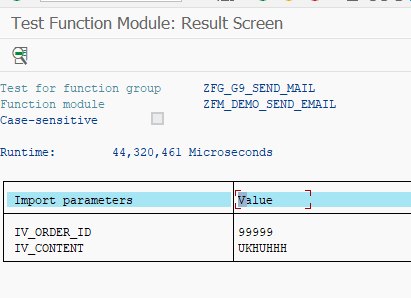 Test Function Module: Result Screen
Test for function group ZFG_G9_SEND_MAIL
Function module ZFM_DEMO_SEND_EMAIL
Case-sensitive
Runtime: 44,320,461 Microseconds
Import parameters Value
IV_ORDER_ID 99999
IV_CONTENT UKHUHHH